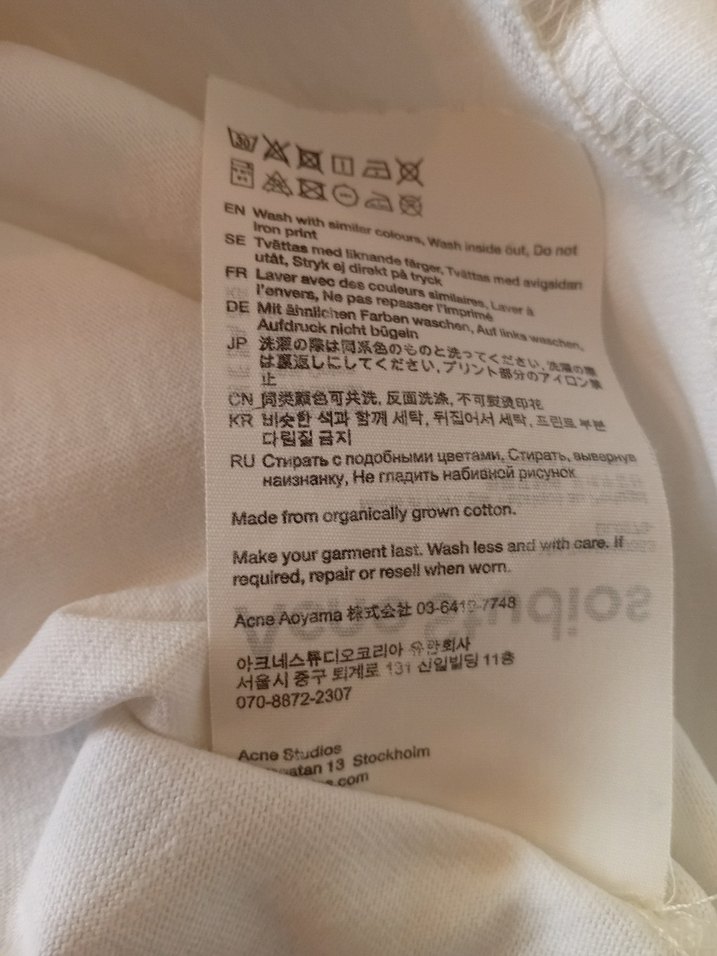 30
EN Wash with similar colours, Wash inside out, Do not
iron print
SE Tvättas med liknande färger, Tvättas med avigsidan
utåt, Stryk ej direkt på tryck
FR Laver avec des couleurs similaires, Laver à
l'envers, Ne pas repasser l'imprimé
DE Mit ähnlichen Farben waschen, Auf links waschen,
Aufdruck nicht bügeln
JP 洗濯の際は同系色のものと洗ってください, 洗濯の際
は裏返しにしてください, プリント部分のアイロン禁
止
CN 同类颜色可共洗, 反面洗涤, 不可熨烫印花
KR 비슷한 색과 함께 세탁, 뒤집어서 세탁, 프린트 부분
다림질 금지
RU Стирать с подобными цветами, Стирать, вывернув
наизнанку, Не гладить набивной рисунок
Made from organically grown cotton.
Make your garment last. Wash less and with care. If
required, repair or resell when worn.
Acne Aoyama 株式会社 03-6419-7748
아크네스튜디오코리아 유한회사
서울시 중구 퇴계로 131 신일빌딩 11층
070-8872-2307
Acne Studios
13 Stockholm
.com